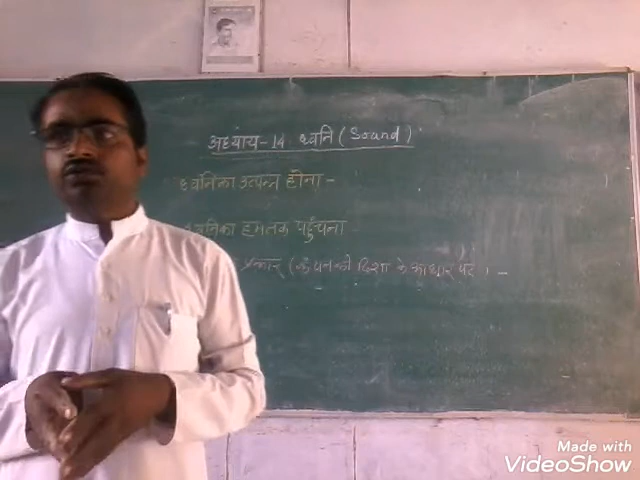 अध्याय-14 ध्वनि (Sound)
ध्वनि का उत्पन्न होना -
ध्वनि का हम तक पहुँचना
प्रकार (कंपन की दिशा के आधार पर । -
Made with
VideoShow